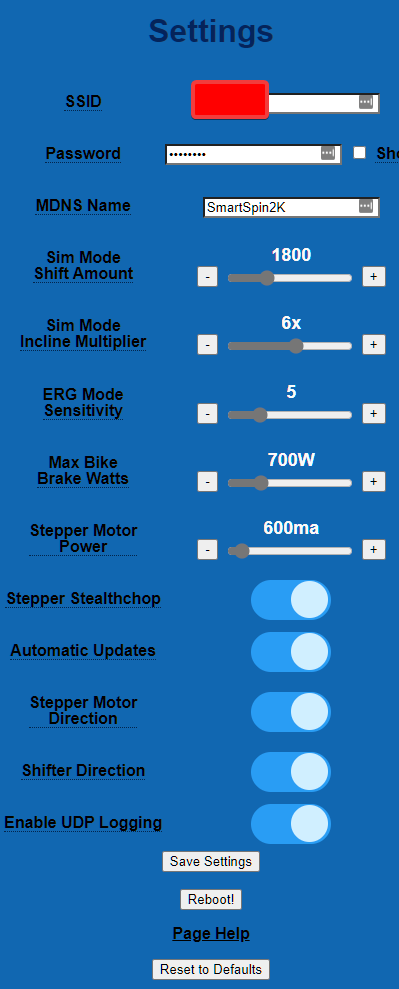 Settings
SSID
Password •••••••• Sho
MDNS Name SmartSpin2K
Sim Mode
Shift Amount
1800
- +
Sim Mode
Incline Multiplier
6x
- +
ERG Mode
Sensitivity
5
- +
Max Bike
Brake Watts
700W
- +
Stepper Motor
Power
600ma
- +
Stepper Stealthchop
Automatic Updates
Stepper Motor
Direction
Shifter Direction
Enable UDP Logging
Save Settings
Reboot!
Page Help
Reset to Defaults